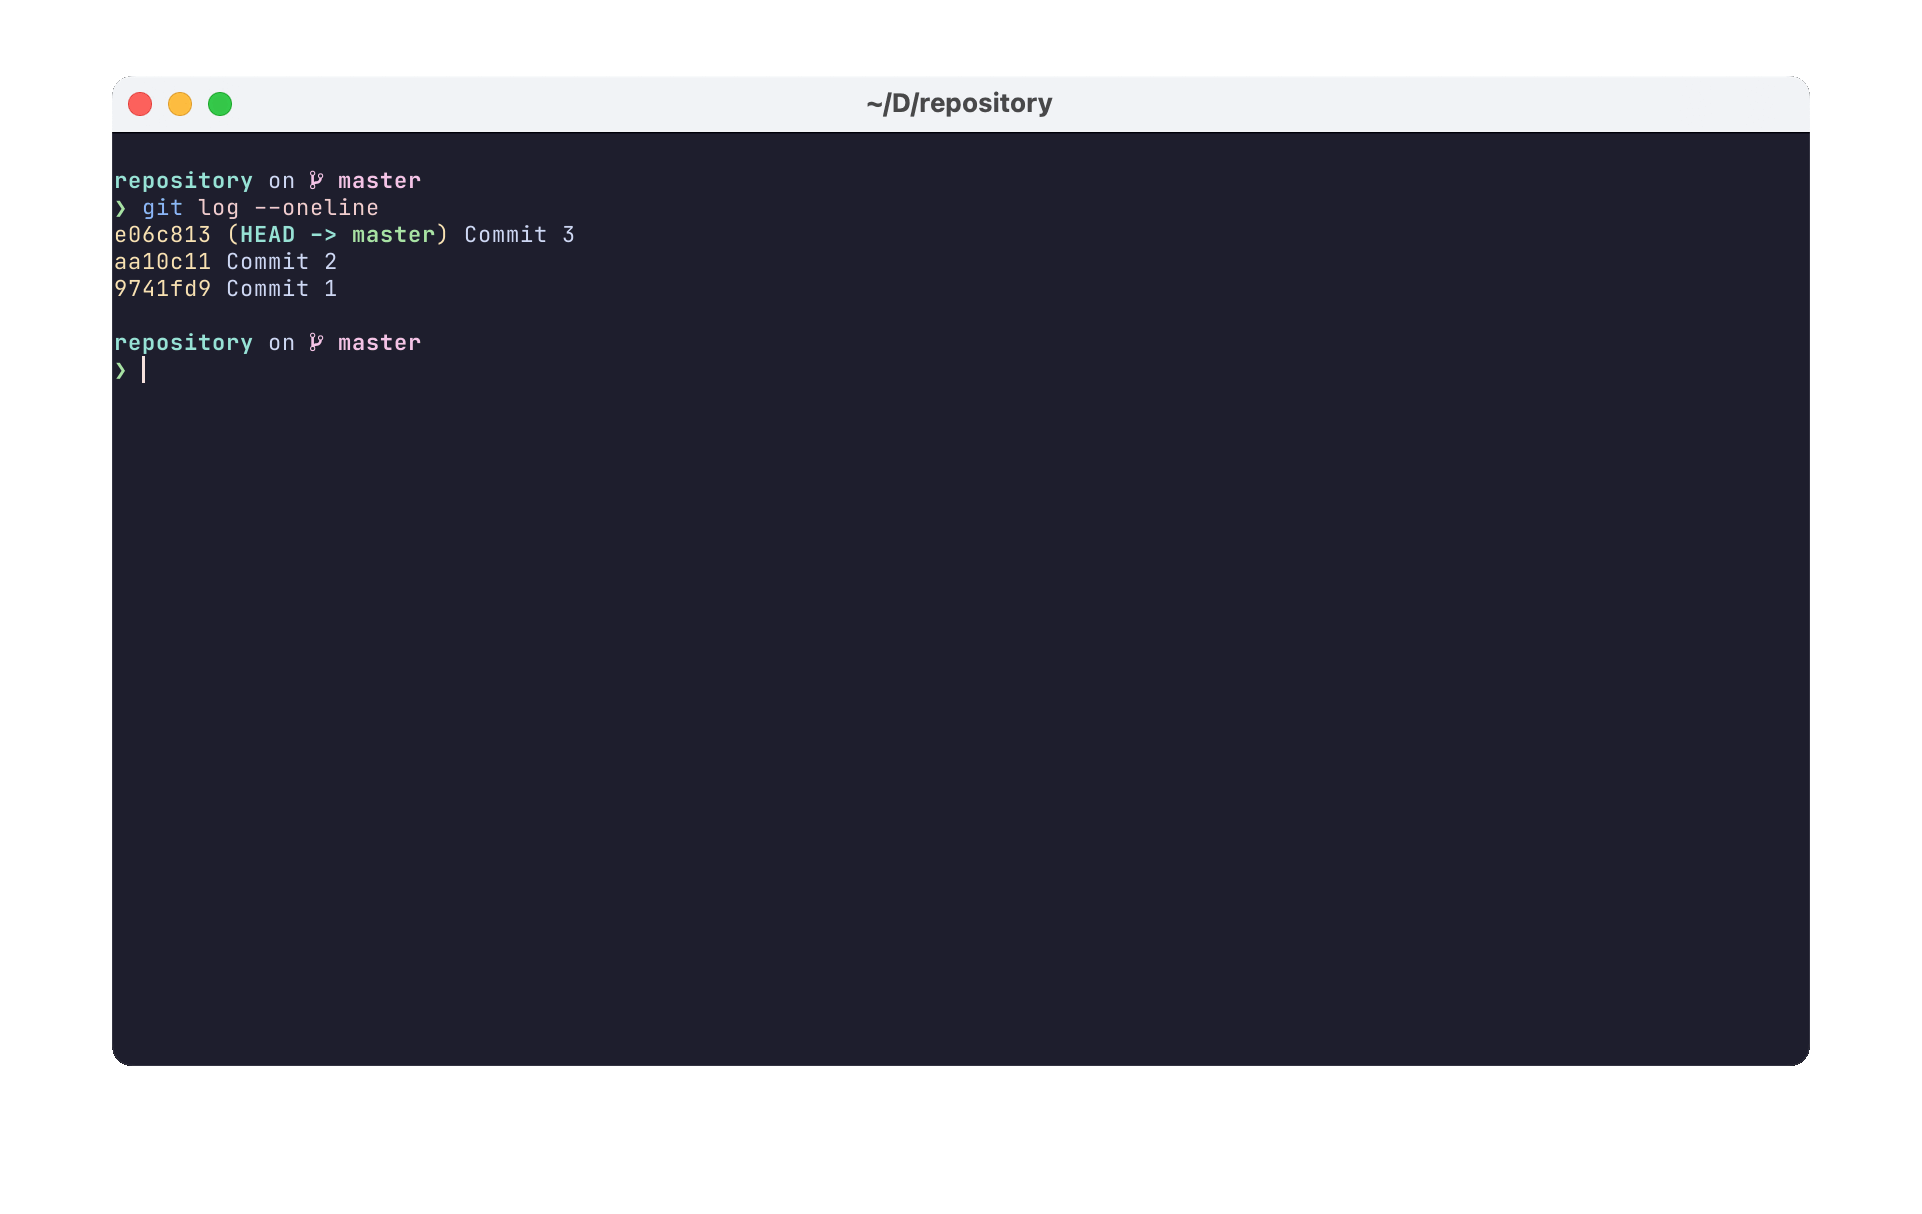 ~/D/repository
repository on master
❯ git log --oneline
e06c813 (HEAD -> master) Commit 3
aa10c11 Commit 2
9741fd9 Commit 1
repository on master
❯